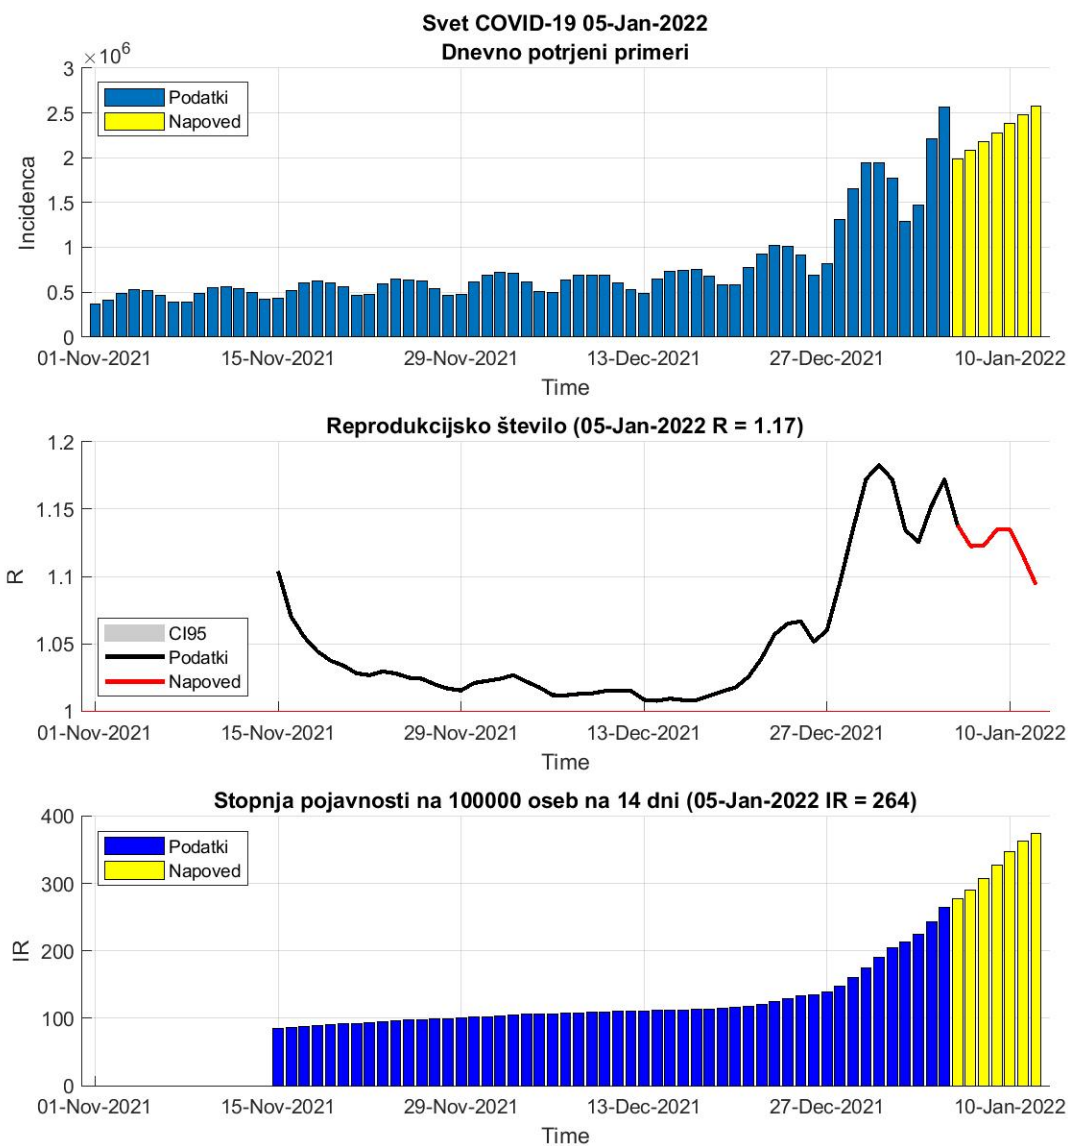 Svet COVID-19 05-Jan-2022
Dnevno potrjeni primeri
×10⁶
3
2.5
2
1.5
1
0.5
0
Incidenca
Podatki
Napoved
01-Nov-2021 15-Nov-2021 29-Nov-2021 13-Dec-2021 27-Dec-2021 10-Jan-2022
Time
Reprodukcijsko število (05-Jan-2022 R = 1.17)
1.2
1.15
1.1
1.05
1
R
CI95
Podatki
Napoved
01-Nov-2021 15-Nov-2021 29-Nov-2021 13-Dec-2021 27-Dec-2021 10-Jan-2022
Time
Stopnja pojavnosti na 100000 oseb na 14 dni (05-Jan-2022 IR = 264)
400
300
200
100
0
IR
Podatki
Napoved
01-Nov-2021 15-Nov-2021 29-Nov-2021 13-Dec-2021 27-Dec-2021 10-Jan-2022
Time